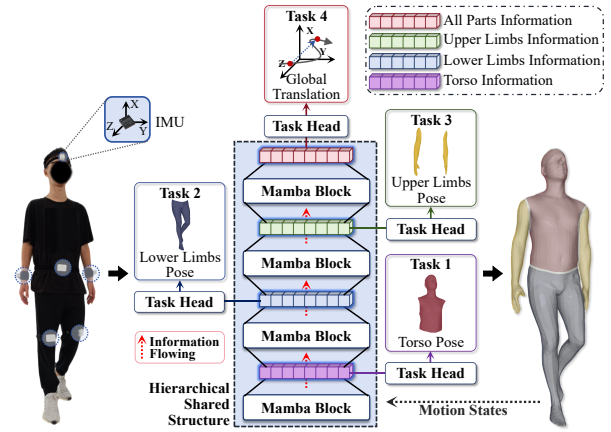 Task 4
X
Y
Z
Global
Translation
Task Head
All Parts Information
Upper Limbs Information
Lower Limbs Information
Torso Information
X
Z
Y
IMU
Task 2
Lower Limbs
Pose
Task Head
Mamba Block
Mamba Block
Mamba Block
Mamba Block
Mamba Block
Task 3
Upper Limbs
Pose
Task Head
Task 1
Torso Pose
Task Head
Information
Flowing
Hierarchical
Shared
Structure
Motion States